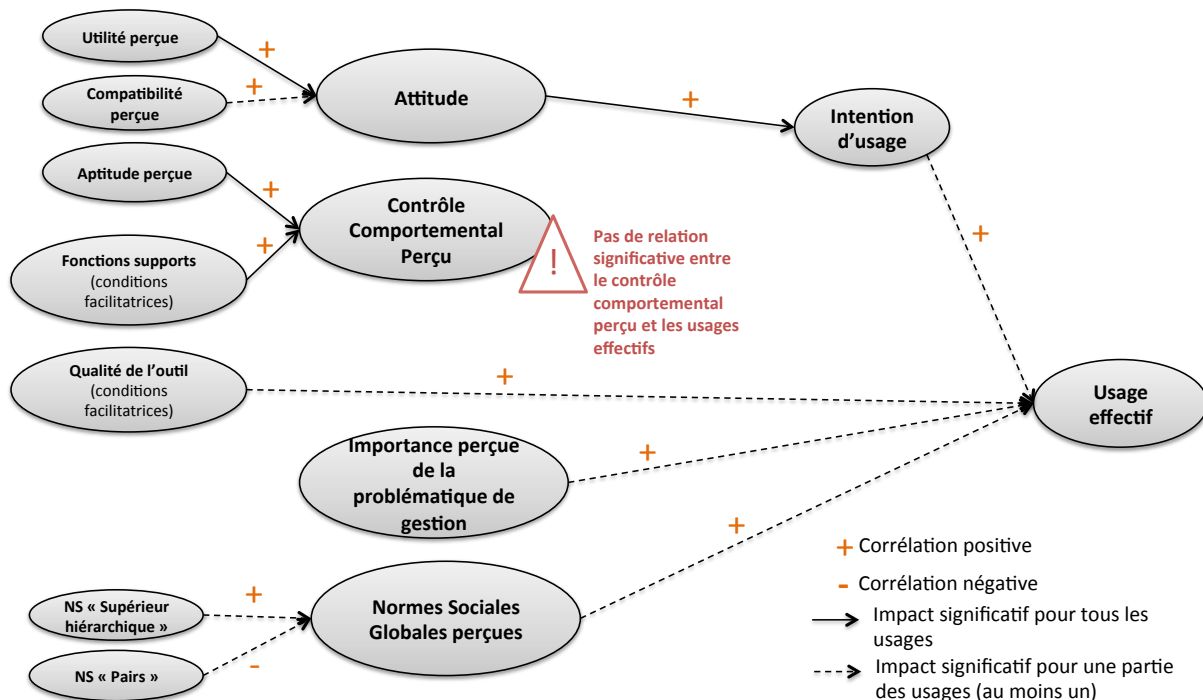 Utilité perçue
+
Compatibilité
perçue
+
Attitude
+
Intention
d’usage
Aptitude perçue
+
Contrôle
Comportemental
Perçu
!
Pas de relation
significative entre
le contrôle
comportemental
perçu et les usages
effectifs
+
Fonctions supports
(conditions
facilitatrices)
+
Qualité de l’outil
(conditions
facilitatrices)
+
Usage
effectif
Importance perçue
de la
problématique de
gestion
+
+
NS « Supérieur
hiérarchique »
+
Normes Sociales
Globales perçues
NS « Pairs »
-
+ Corrélation positive
- Corrélation négative
Impact significatif pour tous les
usages
Impact significatif pour une partie
des usages (au moins un)